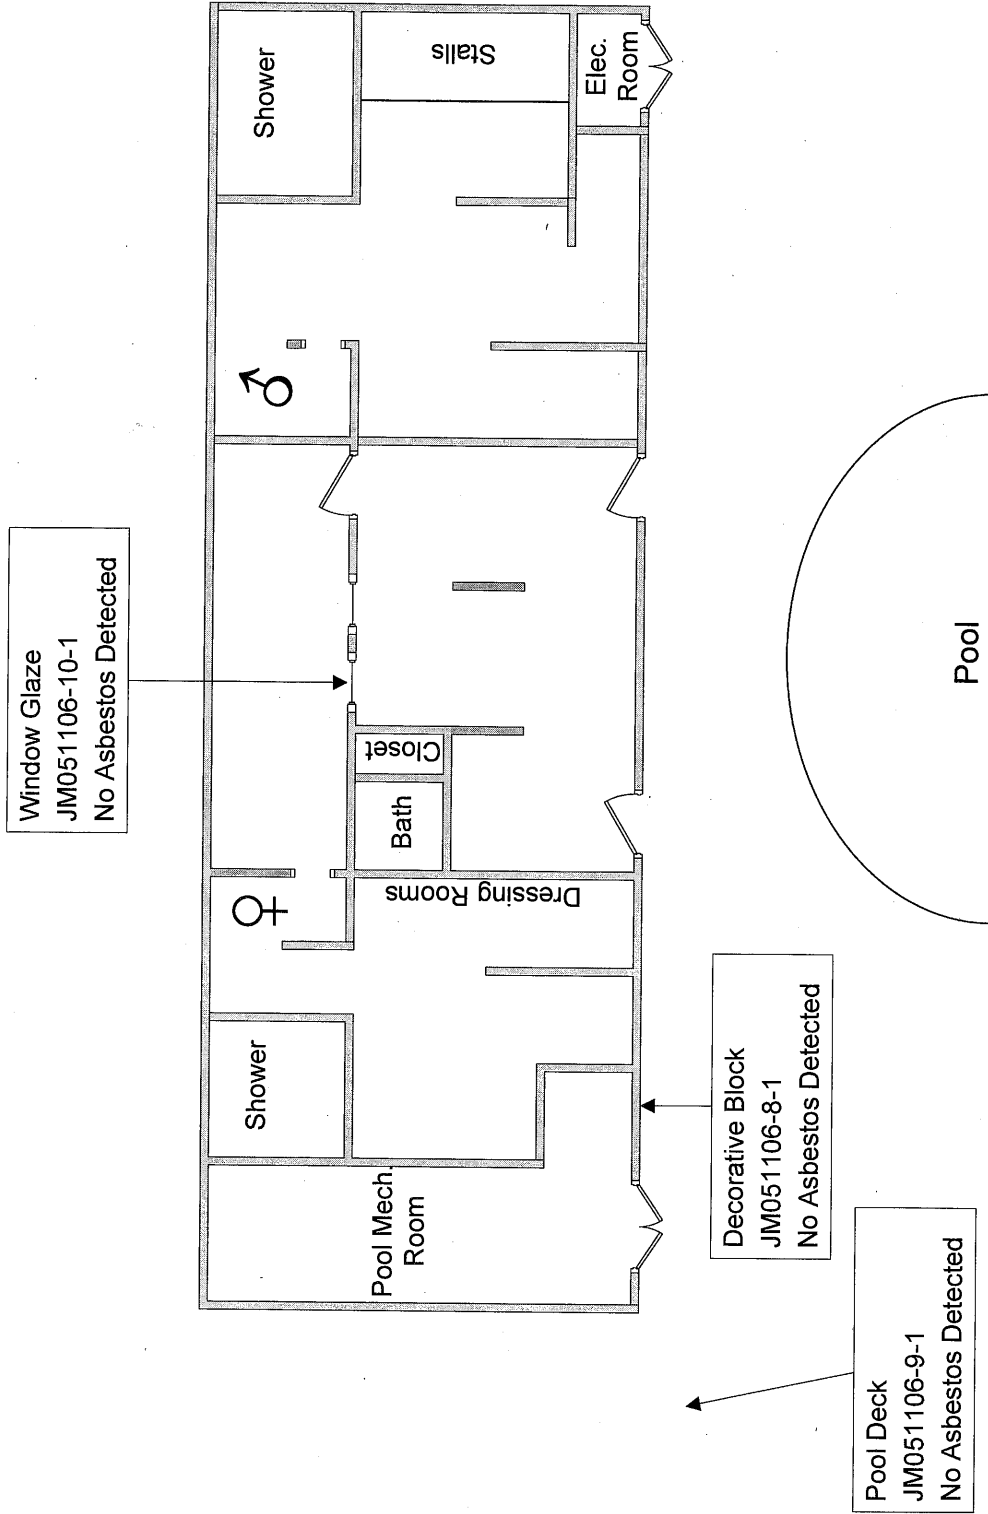 Window Glaze
JM051106-10-1
No Asbestos Detected
Shower
Stalls
Elec.
Room
♂
Closet
Bath
Dressing Rooms
♀
Shower
Pool Mech.
Room
Pool
Decorative Block
JM051106-8-1
No Asbestos Detected
Pool Deck
JM051106-9-1
No Asbestos Detected